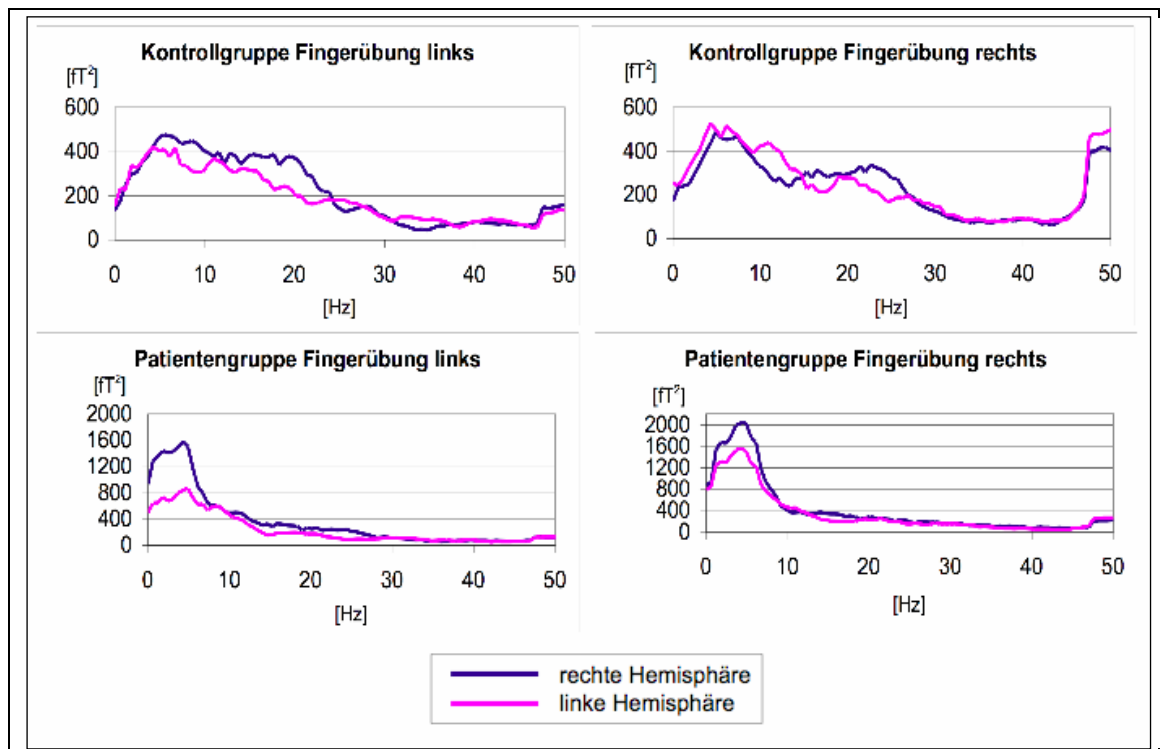 Kontrollgruppe Fingerübung links
[fT²]
600
400
200
0
0 10 20 30 40 50
[Hz]
Kontrollgruppe Fingerübung rechts
[fT²]
600
400
200
0
0 10 20 30 40 50
[Hz]
Patientengruppe Fingerübung links
[fT²]
2000
1600
1200
800
400
0
0 10 20 30 40 50
[Hz]
Patientengruppe Fingerübung rechts
[fT²]
2000
1600
1200
800
400
0
0 10 20 30 40 50
[Hz]
rechte Hemisphäre
linke Hemisphäre